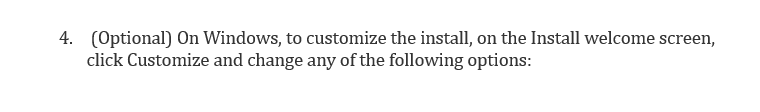 4. (Optional) On Windows, to customize the install, on the Install welcome screen,
click Customize and change any of the following options: